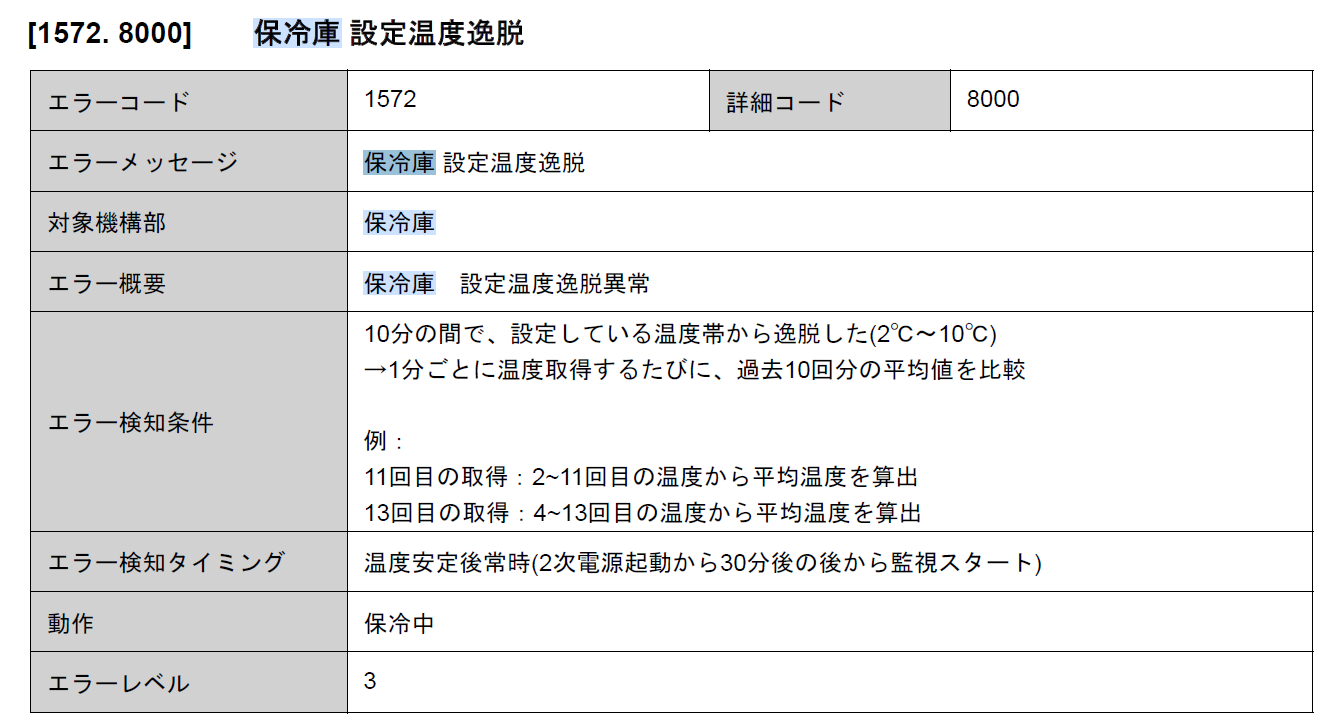 [1572. 8000] 保冷庫 設定温度逸脱
エラーコード 1572 詳細コード 8000
エラーメッセージ 保冷庫 設定温度逸脱
対象機構部 保冷庫
エラー概要 保冷庫　設定温度逸脱異常
エラー検知条件
10分の間で、設定している温度帯から逸脱した(2℃～10℃)
→1分ごとに温度取得するたびに、過去10回分の平均値を比較
例：
11回目の取得：2~11回目の温度から平均温度を算出
13回目の取得：4~13回目の温度から平均温度を算出
エラー検知タイミング 温度安定後常時(2次電源起動から30分後の後から監視スタート)
動作 保冷中
エラーレベル 3